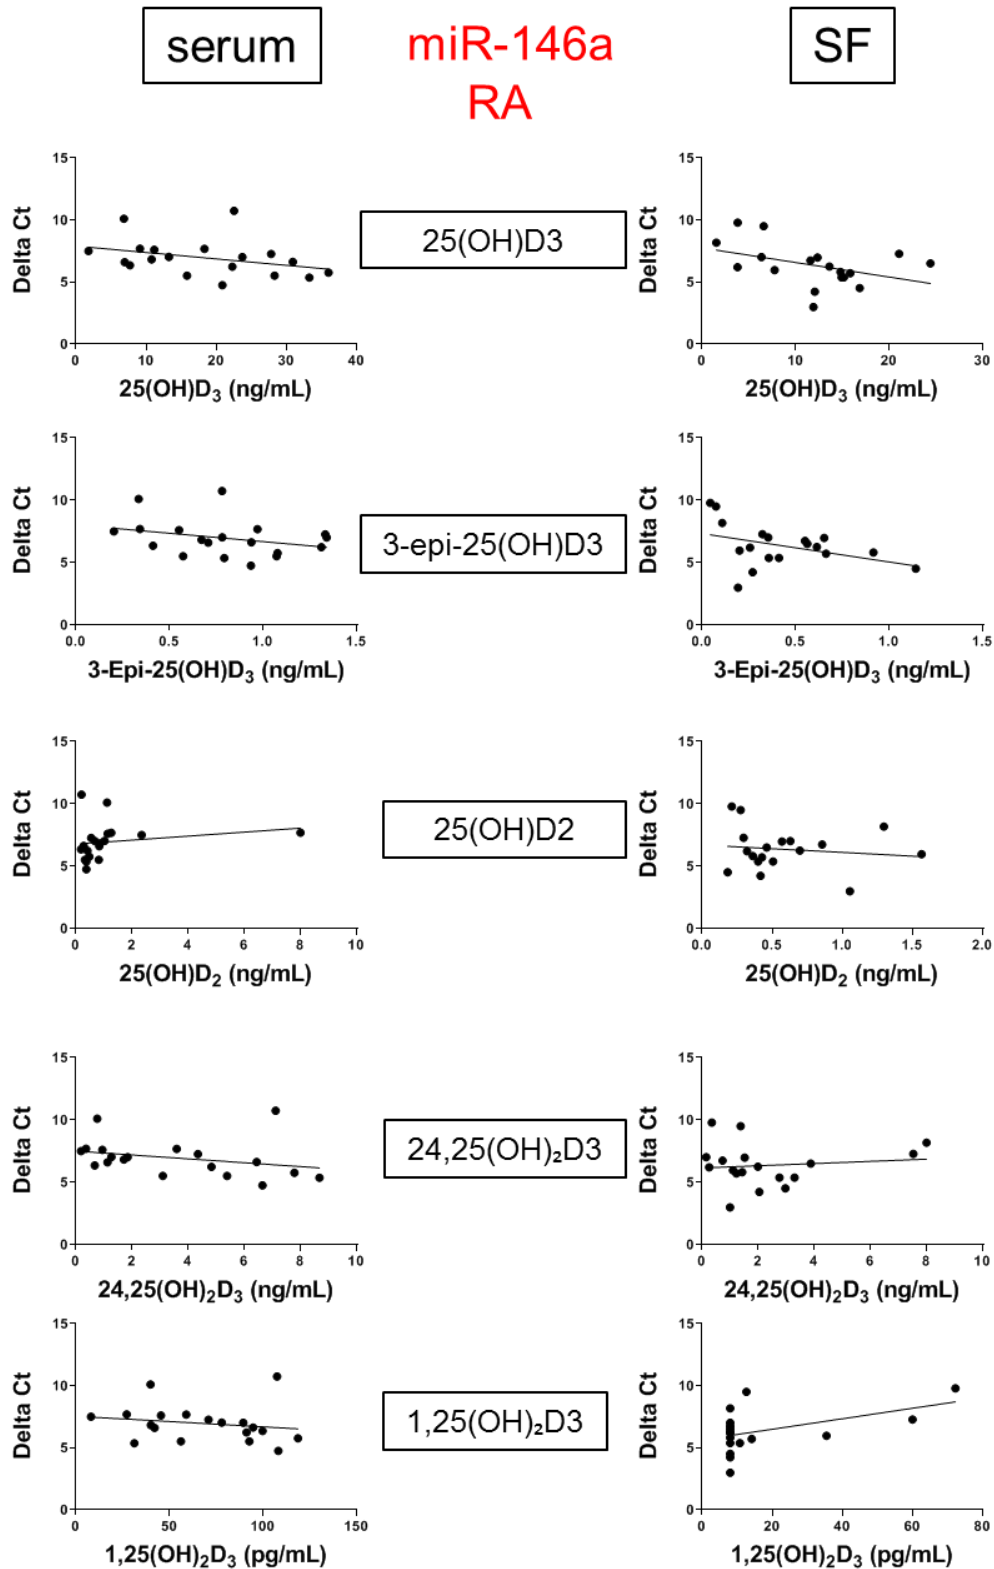 serum
miR-146a
RA
SF
15
10
5
0
Delta Ct
0 10 20 30 40
25(OH)D₃ (ng/mL)
25(OH)D3
15
10
5
0
Delta Ct
0 10 20 30
25(OH)D₃ (ng/mL)
15
10
5
0
Delta Ct
0.0 0.5 1.0 1.5
3-Epi-25(OH)D₃ (ng/mL)
3-epi-25(OH)D3
15
10
5
0
Delta Ct
0.0 0.5 1.0 1.5
3-Epi-25(OH)D₃ (ng/mL)
15
10
5
0
Delta Ct
0 2 4 6 8 10
25(OH)D₂ (ng/mL)
25(OH)D2
15
10
5
0
Delta Ct
0.0 0.5 1.0 1.5 2.0
25(OH)D₂ (ng/mL)
15
10
5
0
Delta Ct
0 2 4 6 8 10
24,25(OH)₂D₃ (ng/mL)
24,25(OH)₂D3
15
10
5
0
Delta Ct
0 2 4 6 8 10
24,25(OH)₂D₃ (ng/mL)
15
10
5
0
Delta Ct
0 50 100 150
1,25(OH)₂D₃ (pg/mL)
1,25(OH)₂D3
15
10
5
0
Delta Ct
0 20 40 60 80
1,25(OH)₂D₃ (pg/mL)